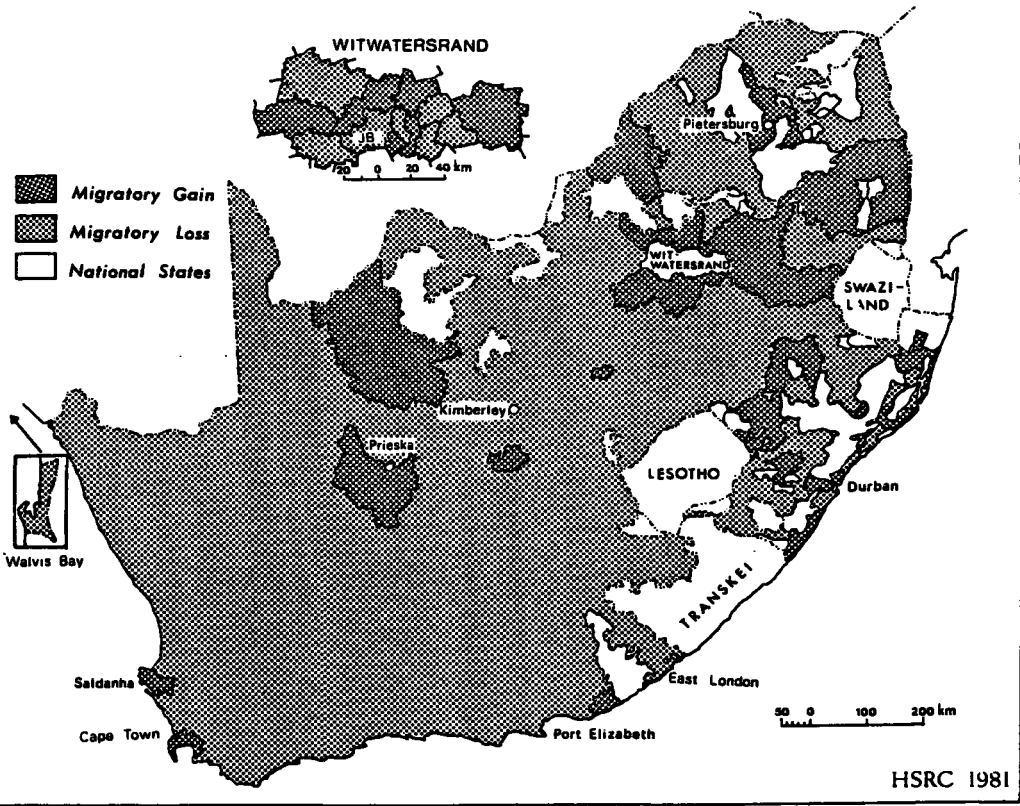 WITWATERSRAND
JB
20 0 20 40 km
Migratory Gain
Migratory Loss
National States
Pietersburg
WIT-
WATERSRAND
SWAZI-
LAND
Kimberley
Prieska
LESOTHO
Durban
Walvis Bay
TRANSKEI
Saldanha
East London
Cape Town
Port Elizabeth
50 0 100 200 km
HSRC 1981